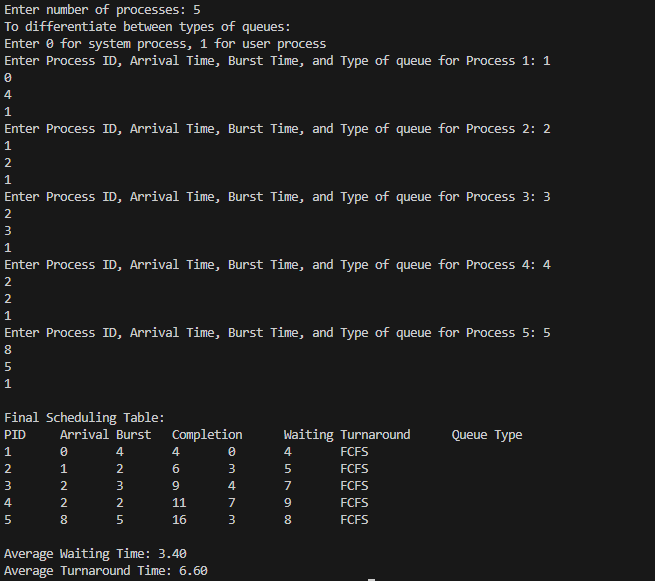 Enter number of processes: 5
To differentiate between types of queues:
Enter 0 for system process, 1 for user process
Enter Process ID, Arrival Time, Burst Time, and Type of queue for Process 1: 1
0
4
1
Enter Process ID, Arrival Time, Burst Time, and Type of queue for Process 2: 2
1
2
1
Enter Process ID, Arrival Time, Burst Time, and Type of queue for Process 3: 3
2
3
1
Enter Process ID, Arrival Time, Burst Time, and Type of queue for Process 4: 4
2
2
1
Enter Process ID, Arrival Time, Burst Time, and Type of queue for Process 5: 5
8
5
1

Final Scheduling Table:
PID     Arrival Burst   Completion      Waiting Turnaround      Queue Type
1       0       4       4       0       4       FCFS
2       1       2       6       3       5       FCFS
3       2       3       9       4       7       FCFS
4       2       2       11      7       9       FCFS
5       8       5       16      3       8       FCFS

Average Waiting Time: 3.40
Average Turnaround Time: 6.60